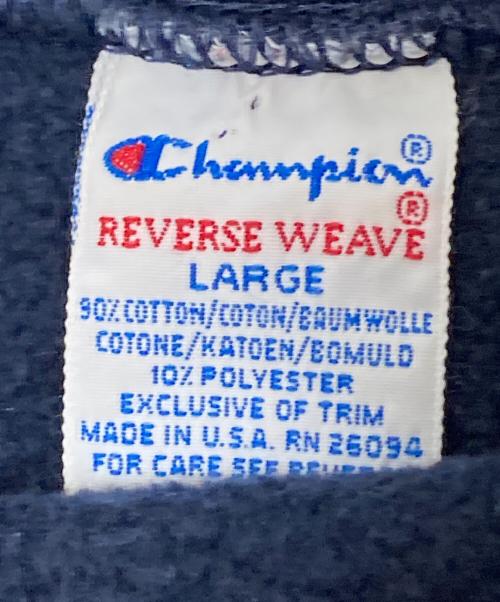 Champion®
REVERSE WEAVE®
LARGE
90% COTTON/COTON/BAUMWOLLE
COTONE/KATOEN/BOMULD
10% POLYESTER
EXCLUSIVE OF TRIM
MADE IN U.S.A. RN 26094
FOR CARE SEE